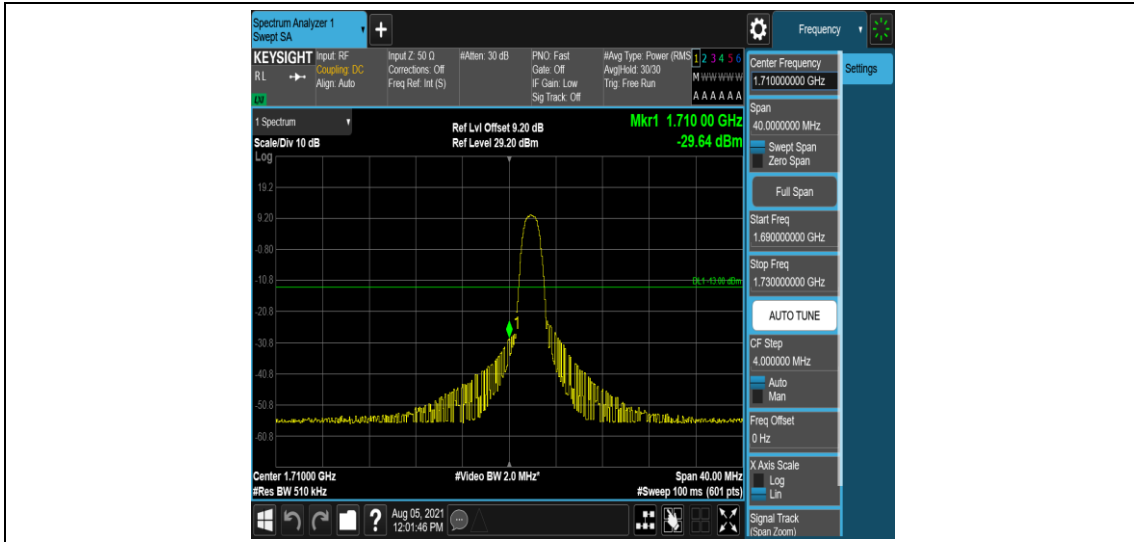 Spectrum Analyzer 1
Swept SA
+
Frequency
KEYSIGHT
RL
Input: RF
Coupling: DC
Align: Auto
Input Z: 50 Ω
Corrections: Off
Freq Ref: Int (S)
#Atten: 30 dB
PNO: Fast
Gate: Off
IF Gain: Low
Sig Track: Off
#Avg Type: Power (RMS
Avg|Hold: 30/30
Trig: Free Run
1 2 3 4 5 6
M W W W W W
A A A A A A
Center Frequency
1.710000000 GHz
Settings
Span
40.0000000 MHz
Swept Span
Zero Span
Full Span
Start Freq
1.690000000 GHz
Stop Freq
1.730000000 GHz
AUTO TUNE
CF Step
4.000000 MHz
Auto
Man
Freq Offset
0 Hz
X Axis Scale
Log
Lin
Signal Track
(Span Zoom)
1 Spectrum
Scale/Div 10 dB
Log
Ref Lvl Offset 9.20 dB
Ref Level 29.20 dBm
Mkr1 1.710 00 GHz
-29.64 dBm
19.2
9.20
-0.80
-10.8
DL1 -13.00 dBm
-20.8
-30.8
-40.8
-50.8
-60.8
Center 1.71000 GHz
#Video BW 2.0 MHz*
Span 40.00 MHz
#Res BW 510 kHz
#Sweep 100 ms (601 pts)
?
Aug 05, 2021
12:01:46 PM